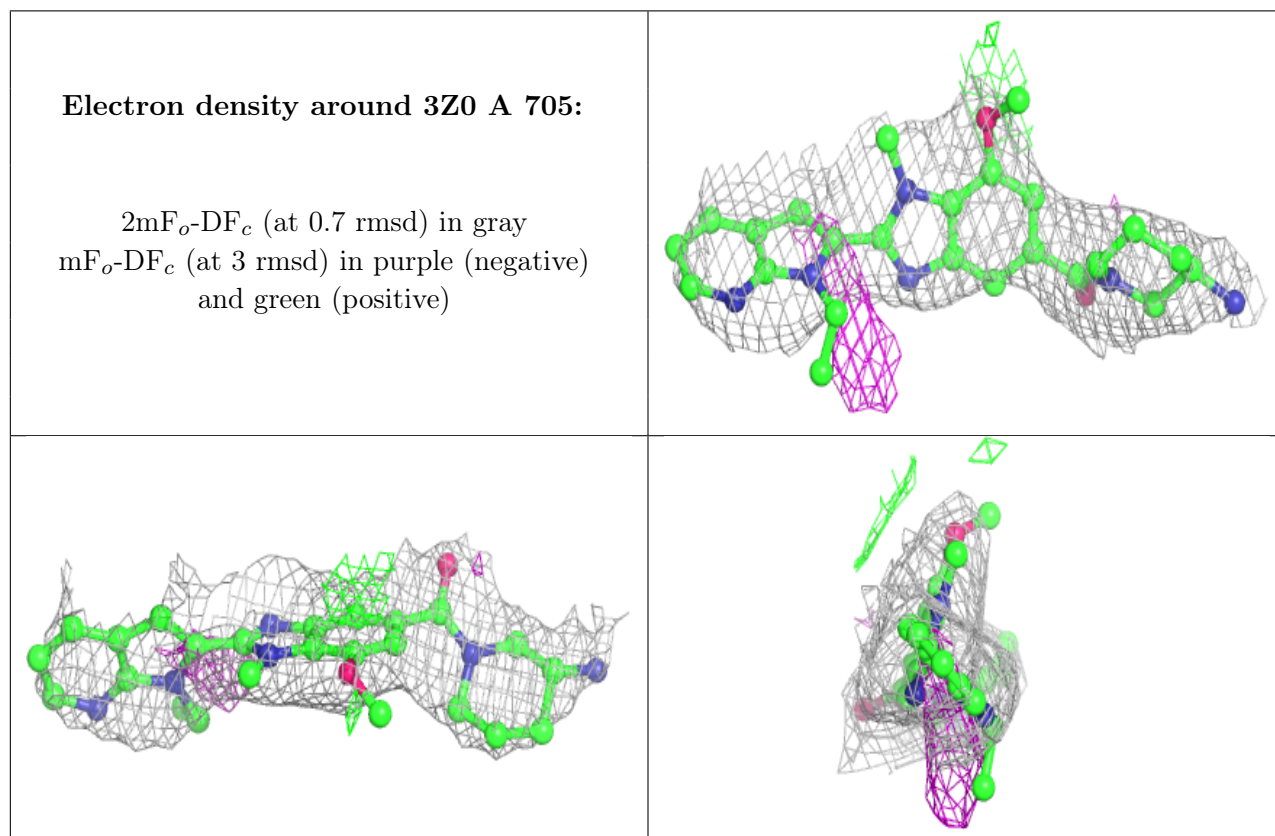 Electron density around 3Z0 A 705:
2mFo-DFc (at 0.7 rmsd) in gray
mFo-DFc (at 3 rmsd) in purple (negative)
and green (positive)